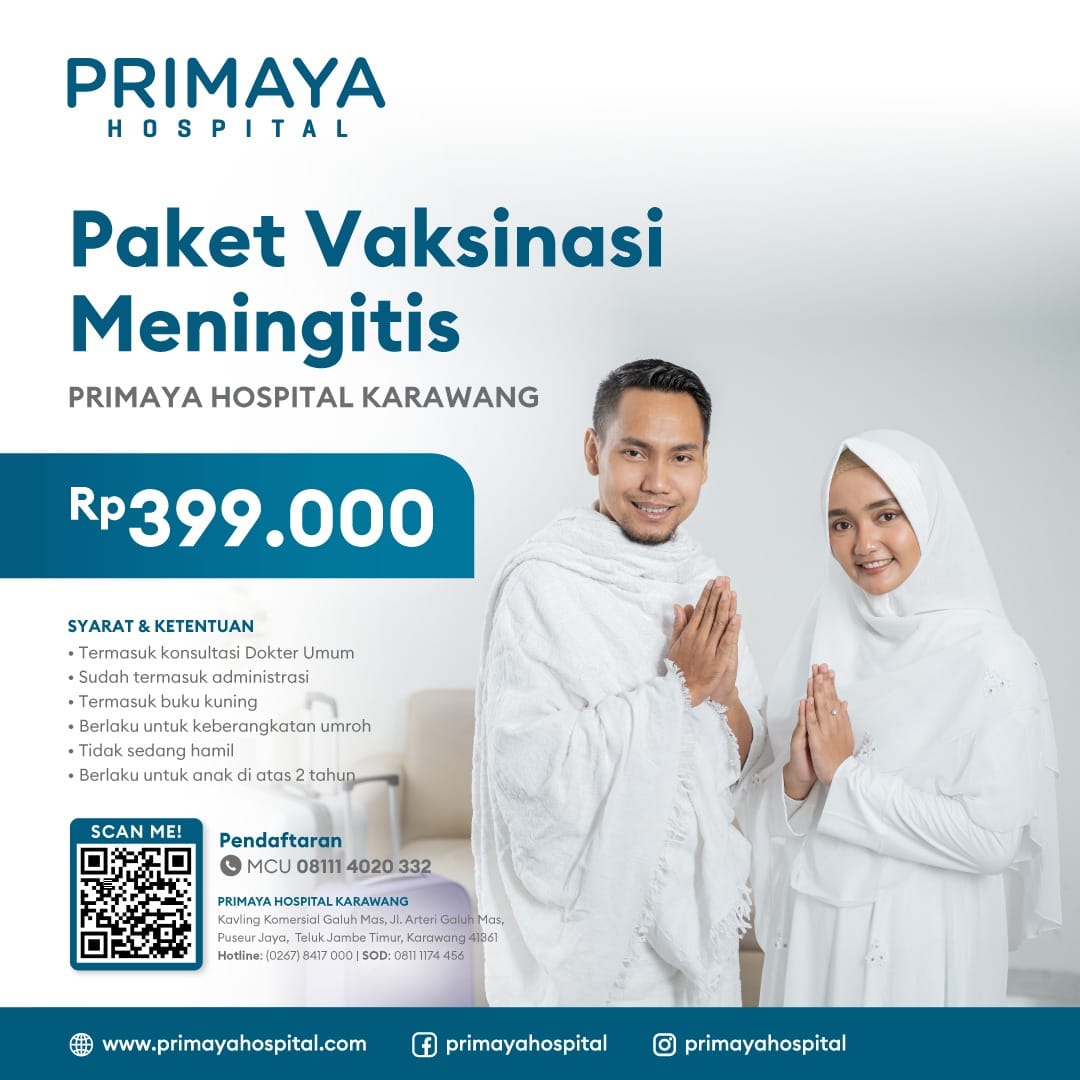 PRIMAYA
HOSPITAL
Paket Vaksinasi
Meningitis
PRIMAYA HOSPITAL KARAWANG
Rp399.000
SYARAT & KETENTUAN
• Termasuk konsultasi Dokter Umum
• Sudah termasuk administrasi
• Termasuk buku kuning
• Berlaku untuk keberangkatan umroh
• Tidak sedang hamil
• Berlaku untuk anak di atas 2 tahun
SCAN ME!
Pendaftaran
MCU 08111 4020 332
PRIMAYA HOSPITAL KARAWANG
Kavling Komersial Galuh Mas, Jl. Arteri Galuh Mas,
Puseur Jaya, Teluk Jambe Timur, Karawang 41361
Hotline: (0267) 8417 000 | SOD: 0811 1174 456
www.primayahospital.com
primayahospital
primayahospital